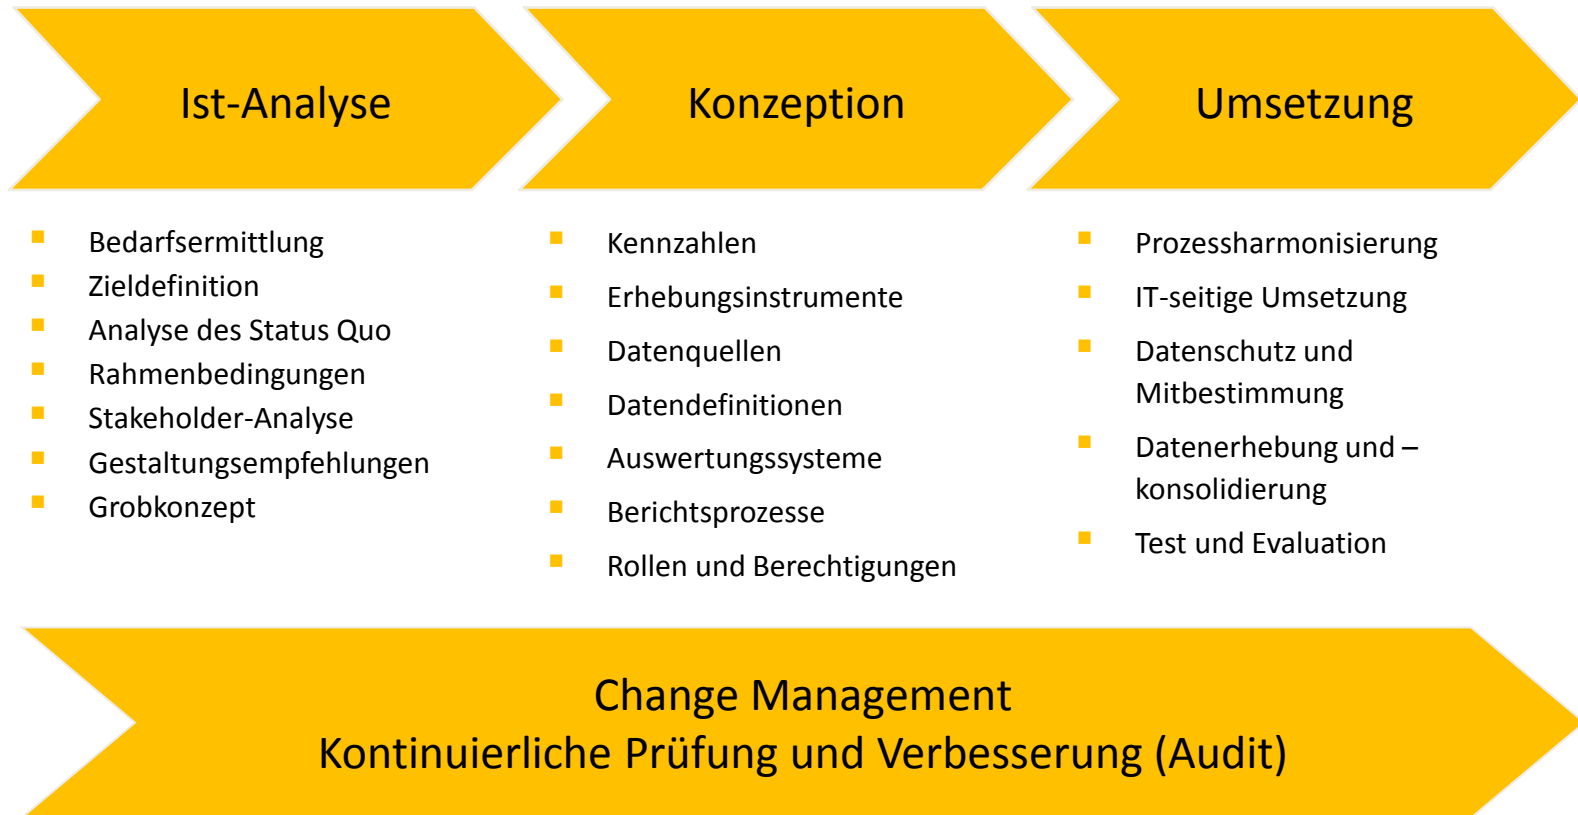 Ist-Analyse
Konzeption
Umsetzung
Bedarfsermittlung
Zieldefinition
Analyse des Status Quo
Rahmenbedingungen
Stakeholder-Analyse
Gestaltungsempfehlungen
Grobkonzept
Kennzahlen
Erhebungsinstrumente
Datenquellen
Datendefinitionen
Auswertungssysteme
Berichtsprozesse
Rollen und Berechtigungen
Prozessharmonisierung
IT-seitige Umsetzung
Datenschutz und
Mitbestimmung
Datenerhebung und –
konsolidierung
Test und Evaluation
Change Management
Kontinuierliche Prüfung und Verbesserung (Audit)